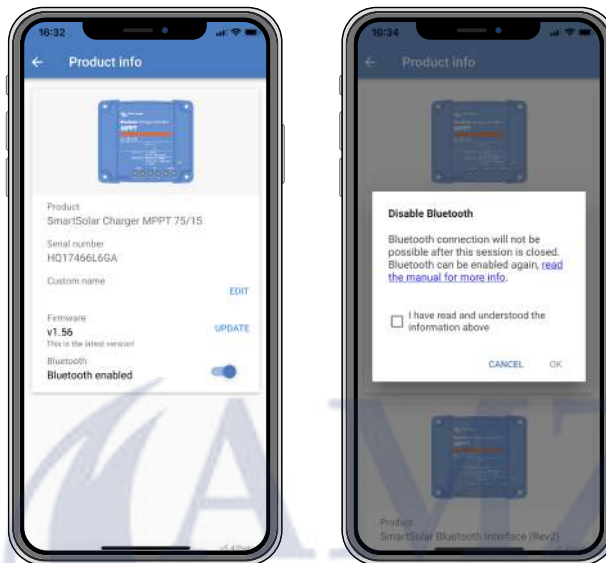 16:32
Product info
Product
SmartSolar Charger MPPT 75/15
Serial number
HQ17466L6GA
Custom name
EDIT
Firmware
v1.56
UPDATE
This is the latest version!
Bluetooth
Bluetooth enabled
16:34
Product info
Disable Bluetooth
Bluetooth connection will not be
possible after this session is closed.
Bluetooth can be enabled again, read
the manual for more info.
I have read and understood the
information above
CANCEL OK
Product
SmartSolar Bluetooth Interface (Rev2)
AMZ